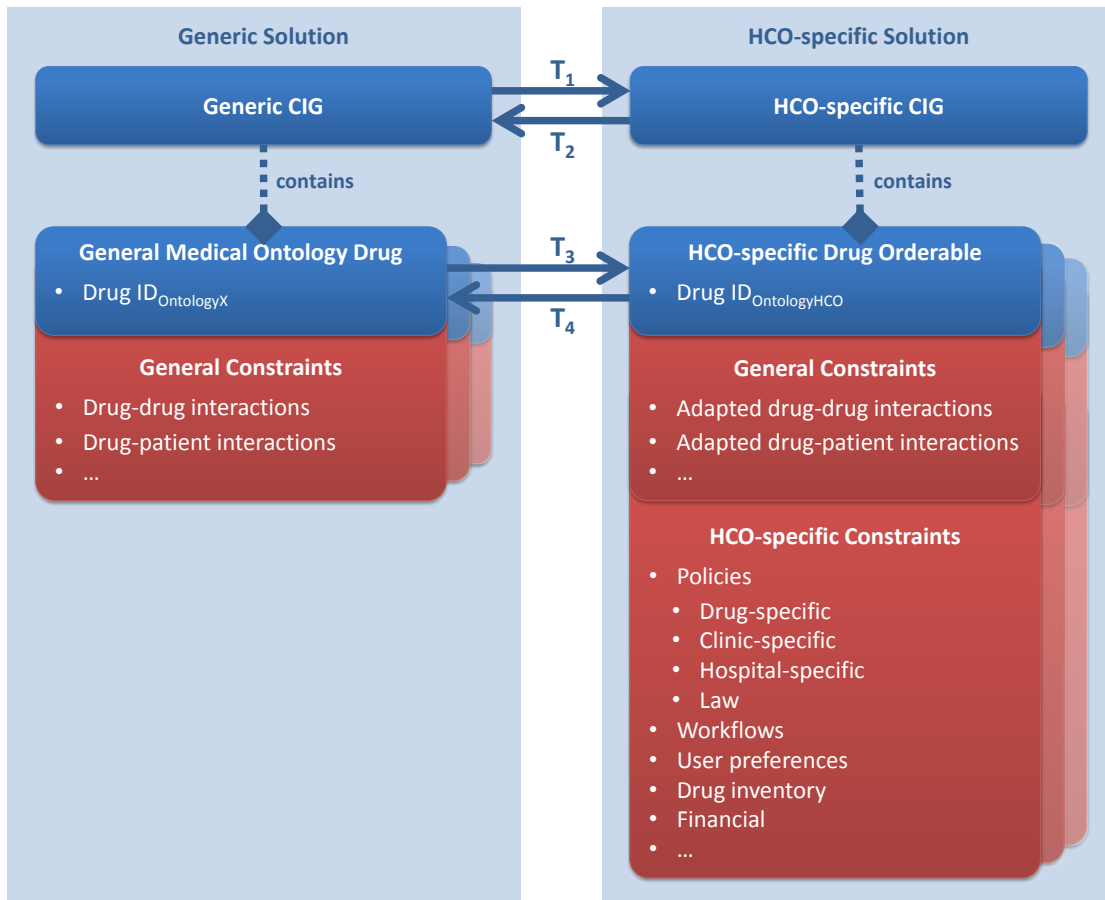 Generic Solution
Generic CIG
contains
General Medical Ontology Drug
• Drug ID_OntologyX
General Constraints
• Drug-drug interactions
• Drug-patient interactions
• ...
T1
T2
T3
T4
HCO-specific Solution
HCO-specific CIG
contains
HCO-specific Drug Orderable
• Drug ID_OntologyHCO
General Constraints
• Adapted drug-drug interactions
• Adapted drug-patient interactions
• ...
HCO-specific Constraints
• Policies
• Drug-specific
• Clinic-specific
• Hospital-specific
• Law
• Workflows
• User preferences
• Drug inventory
• Financial
• ...